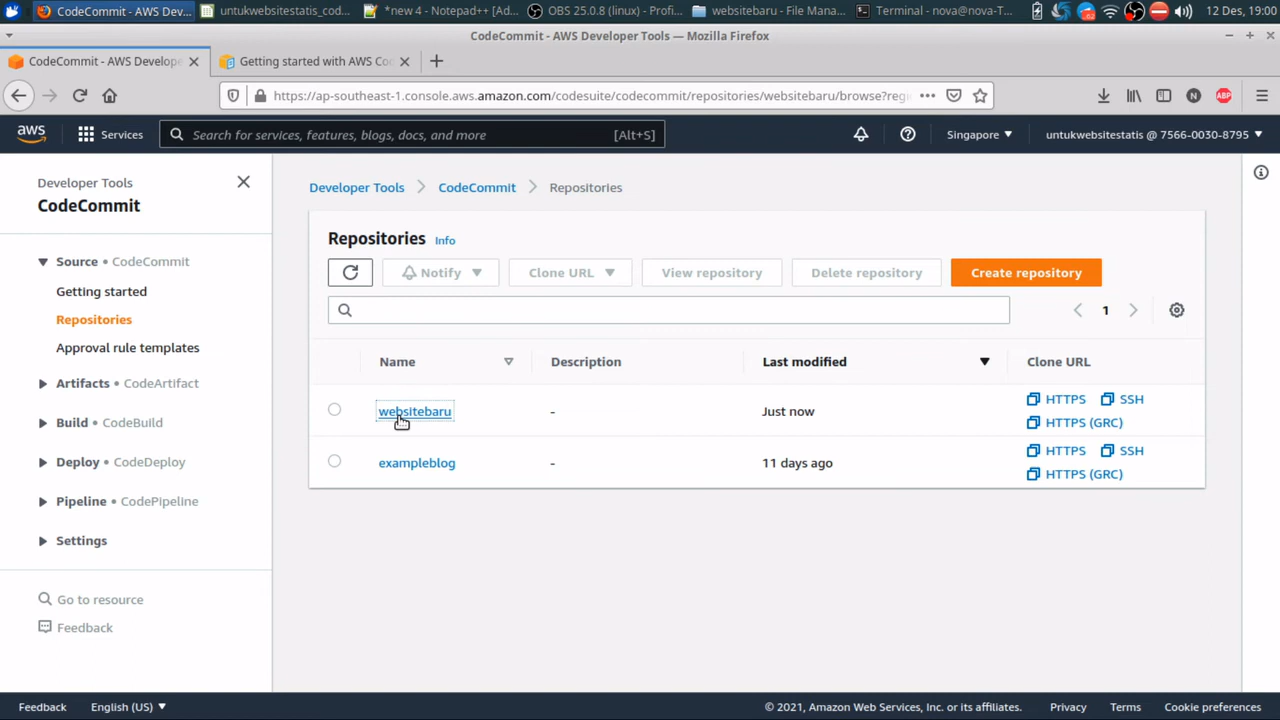 CodeCommit - AWS Dev...
untukwebsitestatis_cod...
*new 4 - Notepad++ [Ad...
OBS 25.0.8 (linux) - Profi...
websitebaru - File Mana...
Terminal - nova@nova-T...
12 Des, 19:00
CodeCommit - AWS Developer Tools — Mozilla Firefox
CodeCommit - AWS Develope
Getting started with AWS Co
https://ap-southeast-1.console.aws.amazon.com/codesuite/codecommit/repositories/websitebaru/browse?reg
N
ABP
aws
Services
Search for services, features, blogs, docs, and more
[Alt+S]
Singapore
untukwebsitestatis @ 7566-0030-8795
Developer Tools
CodeCommit
Source • CodeCommit
Getting started
Repositories
Approval rule templates
Artifacts • CodeArtifact
Build • CodeBuild
Deploy • CodeDeploy
Pipeline • CodePipeline
Settings
Go to resource
Feedback
Developer Tools
CodeCommit
Repositories
Repositories Info
Notify
Clone URL
View repository
Delete repository
Create repository
1
Name
Description
Last modified
Clone URL
websitebaru
-
Just now
HTTPS
SSH
HTTPS (GRC)
exampleblog
-
11 days ago
HTTPS
SSH
HTTPS (GRC)
Feedback
English (US)
© 2021, Amazon Web Services, Inc. or its affiliates.
Privacy
Terms
Cookie preferences